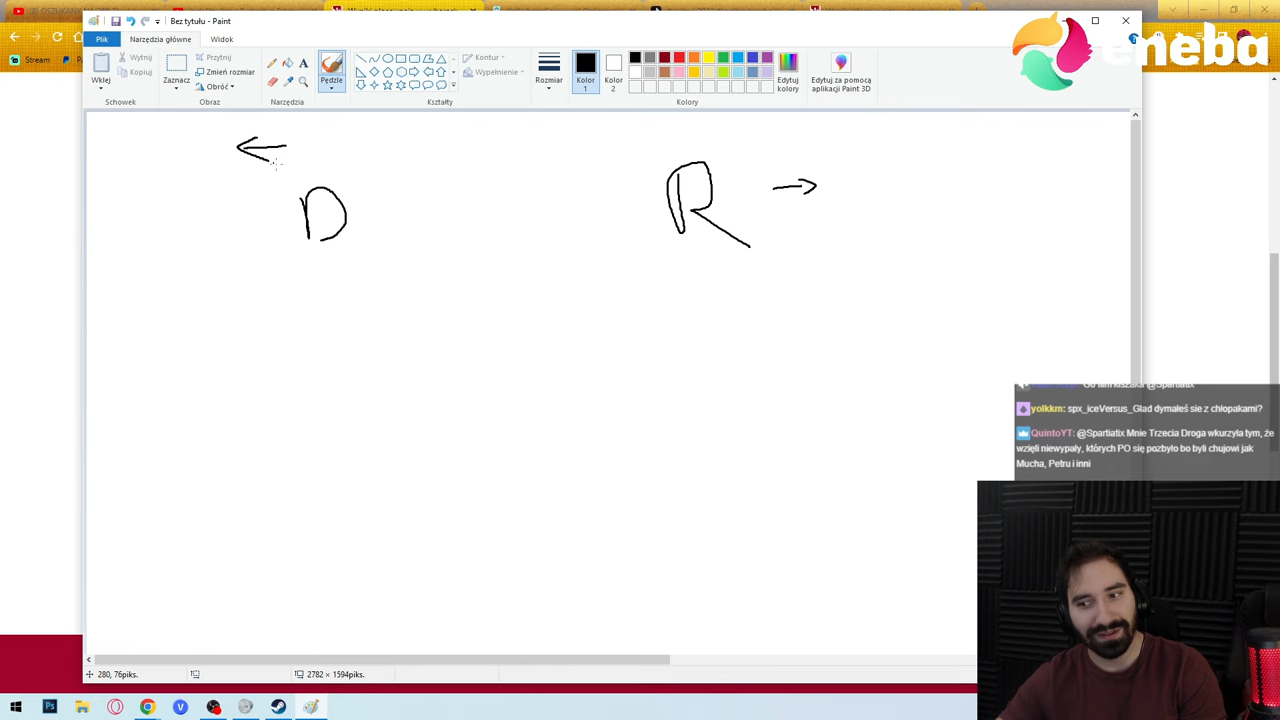 Bez tytułu - Paint
eneba
Plik
Narzędzia główne
Widok
Stream
Wklej
Wytnij
Kopiuj
Zaznacz
Przytnij
Zmień rozmiar
Obróć
Pędzle
Kontur
Wypełnienie
Rozmiar
Kolor
1
Kolor
2
Edytuj
kolory
Edytuj za pomocą
aplikacji Paint 3D
Schowek
Obraz
Narzędzia
Kształty
Kolory
D
R
yolkkm: spx_iceVersus_Glad dymałeś sie z chłopakami?
QuintoYT: @Spartiatix Mnie Trzecia Droga wkurzyła tym, że
wzięli niewypały, których PO się pozbyło bo byli chujowi jak
Mucha, Petru i inni
280, 76piks.
2782 × 1594piks.